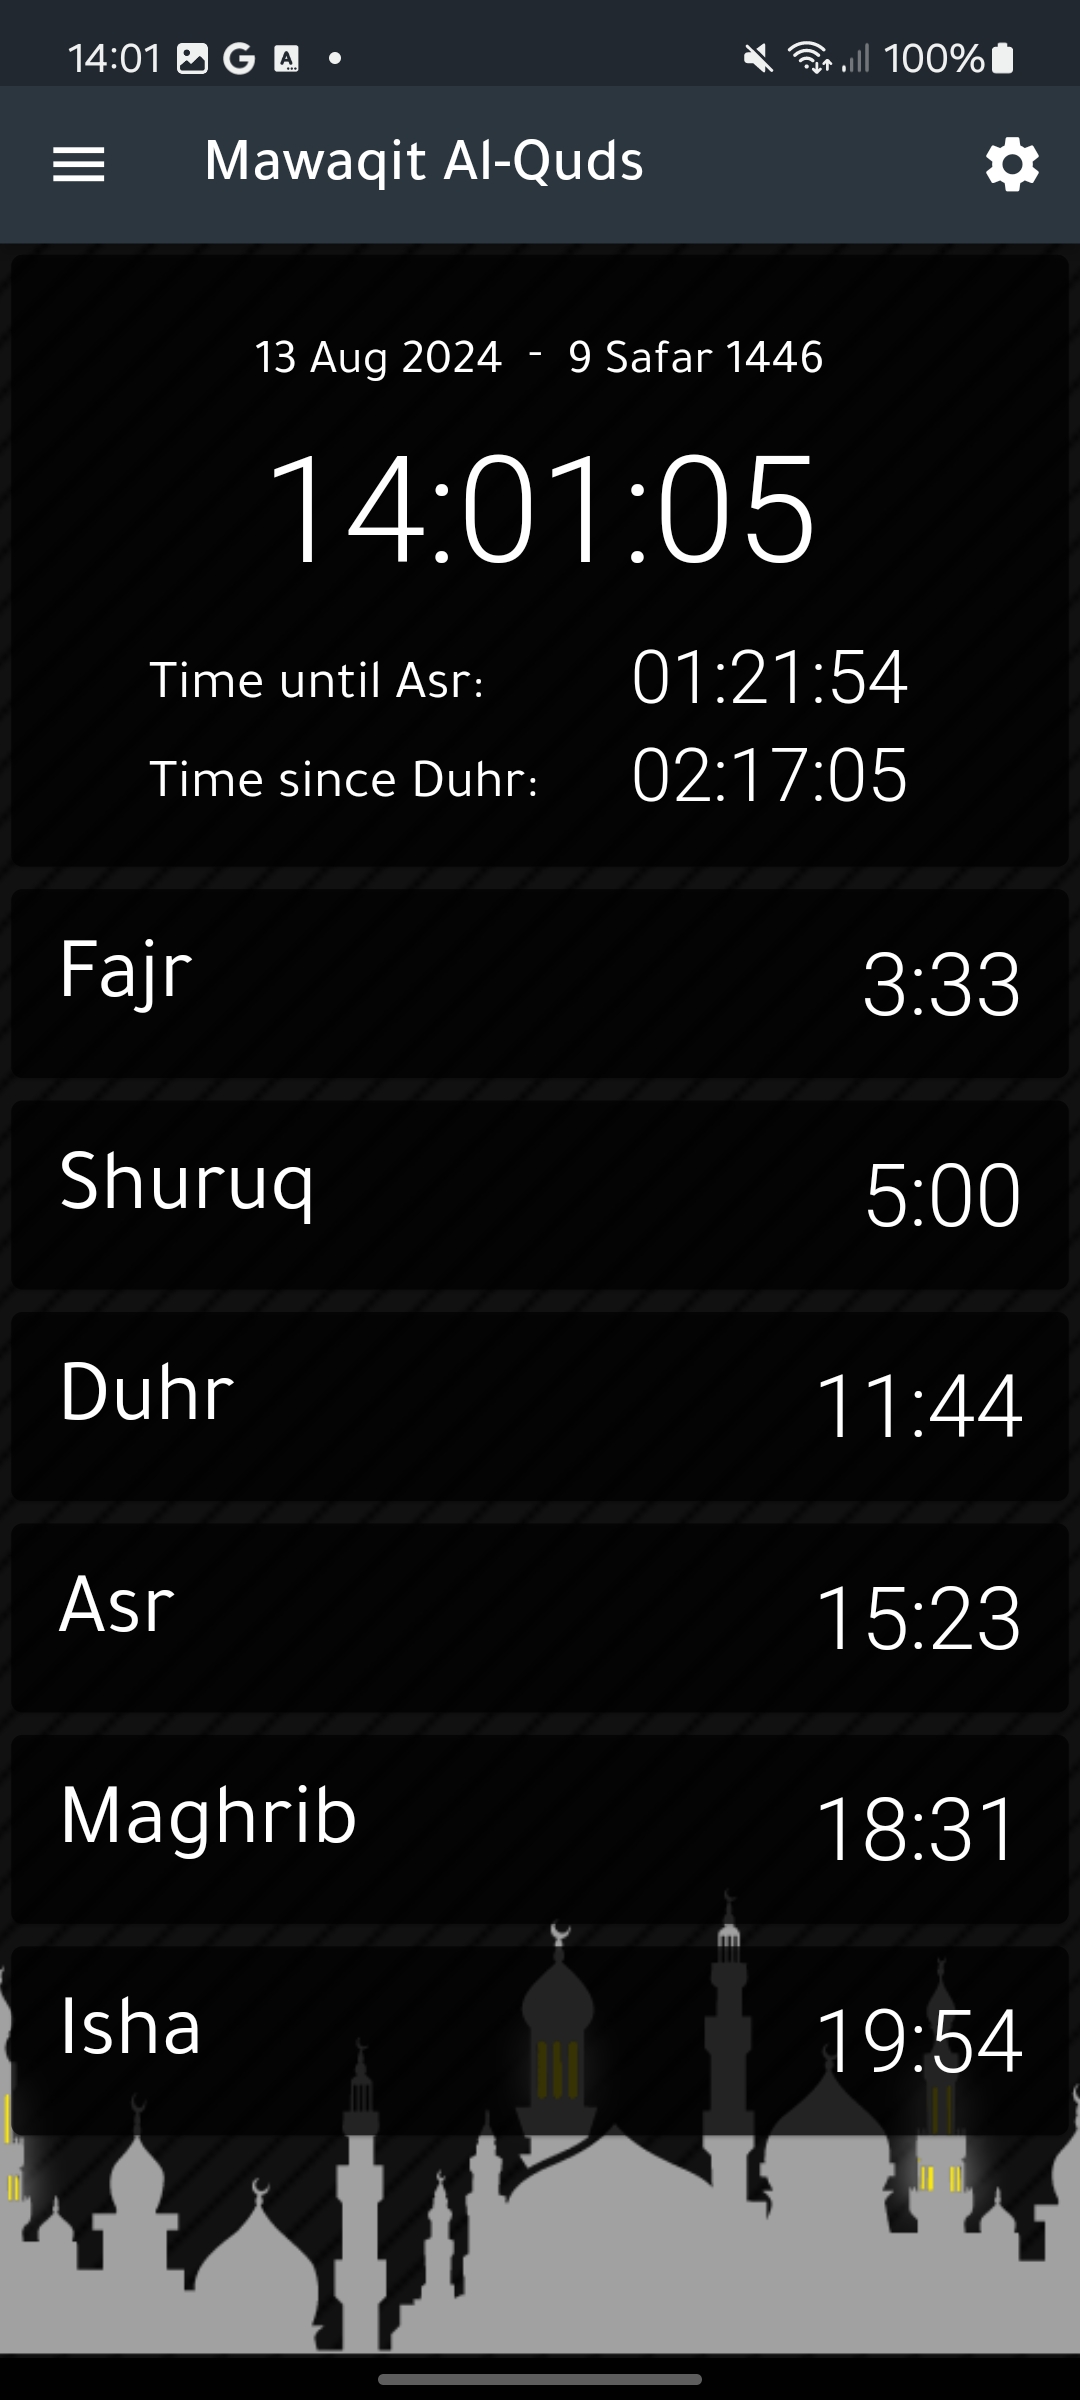 14:01 100%
Mawaqit Al-Quds
13 Aug 2024 - 9 Safar 1446
14:01:05
Time until Asr: 01:21:54
Time since Duhr: 02:17:05
Fajr 3:33
Shuruq 5:00
Duhr 11:44
Asr 15:23
Maghrib 18:31
Isha 19:54